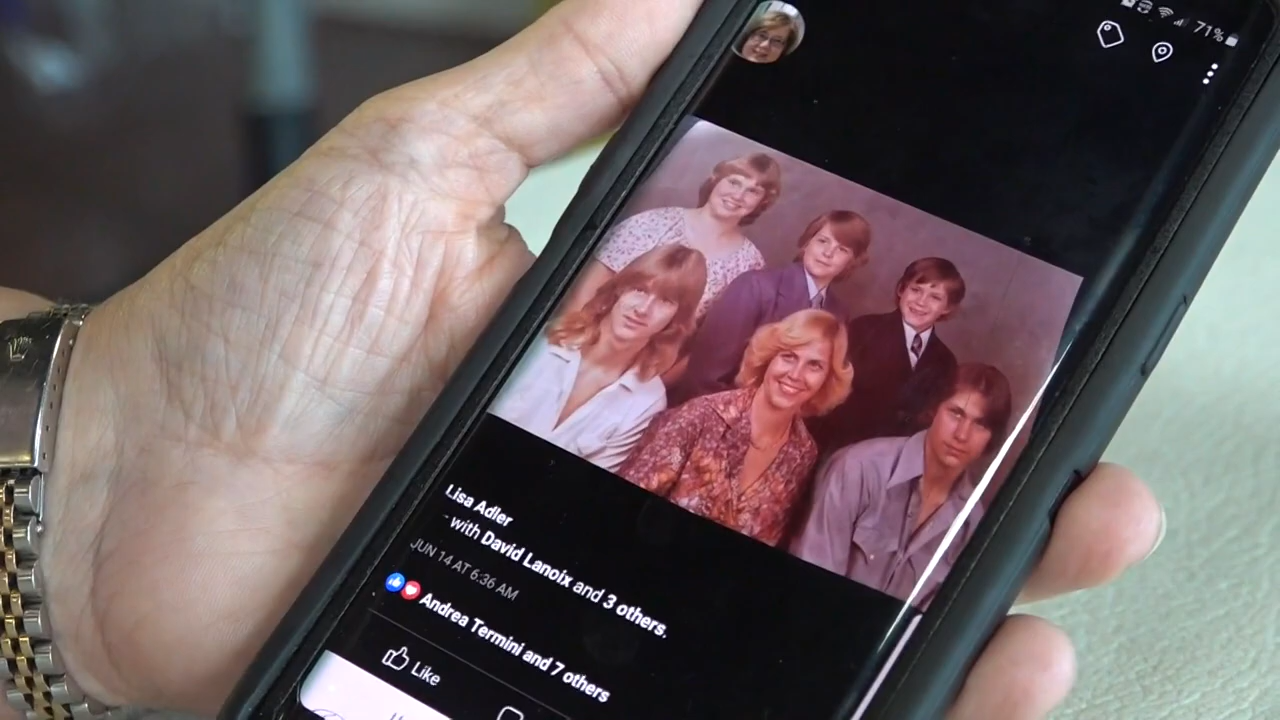 71%
Lisa Adler
- with David Lanoix and 3 others.
JUN 14 AT 6:36 AM
Andrea Termini and 7 others
Like